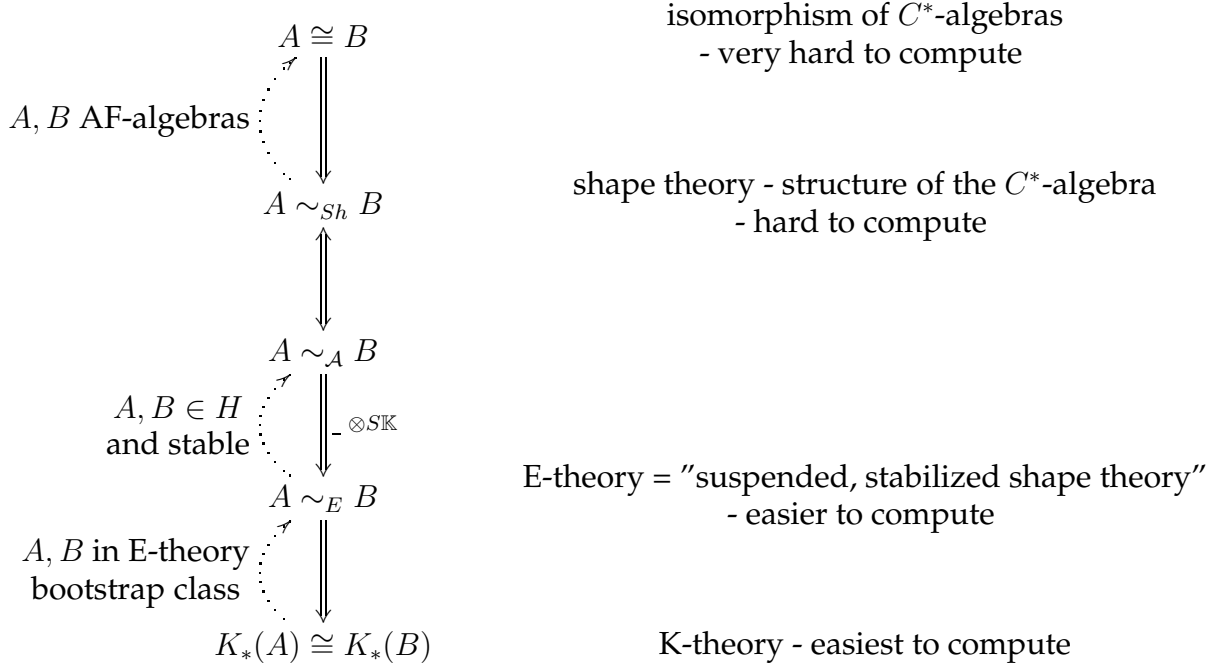 A ≅ B
isomorphism of C*-algebras
- very hard to compute
A, B AF-algebras
A ∼_{Sh} B
shape theory - structure of the C*-algebra
- hard to compute
A ∼_𝒜 B
A, B ∈ H
and stable
_ ⊗S𝕂
A ∼_E B
E-theory = ”suspended, stabilized shape theory”
- easier to compute
A, B in E-theory
bootstrap class
K_*(A) ≅ K_*(B)
K-theory - easiest to compute